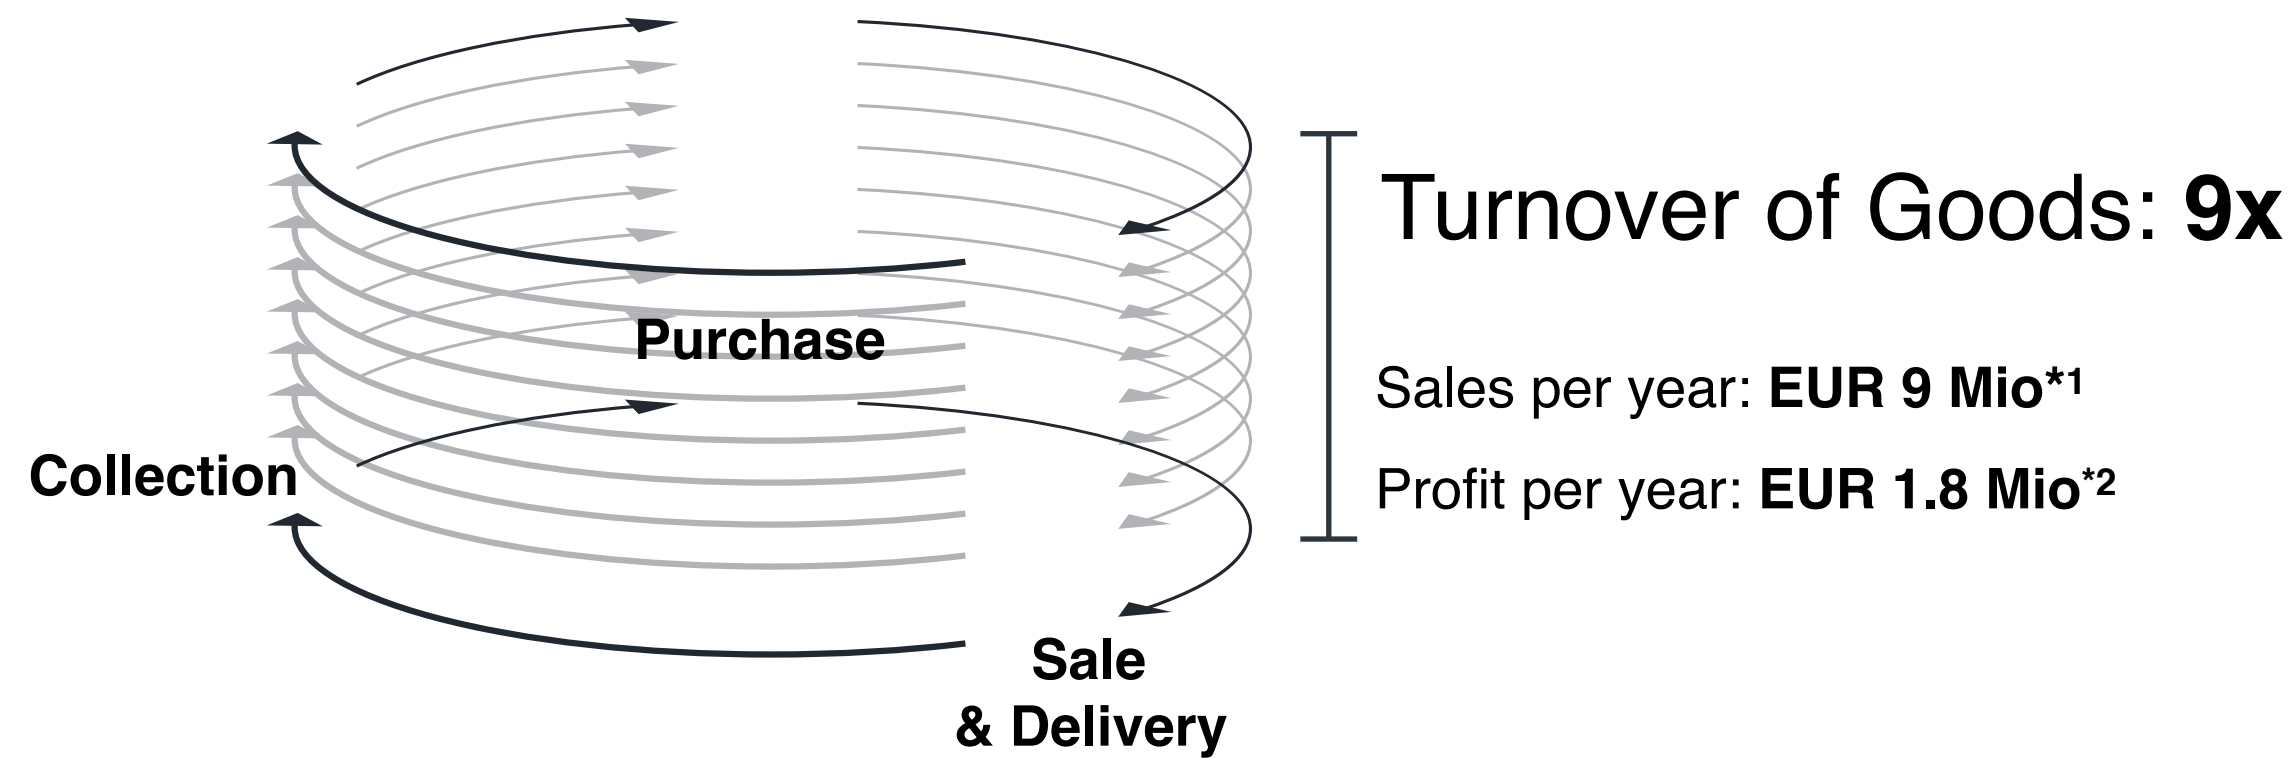 Turnover of Goods: 9x
Purchase
Sales per year: EUR 9 Mio*1
Collection
Profit per year: EUR 1.8 Mio*2
Sale
& Delivery